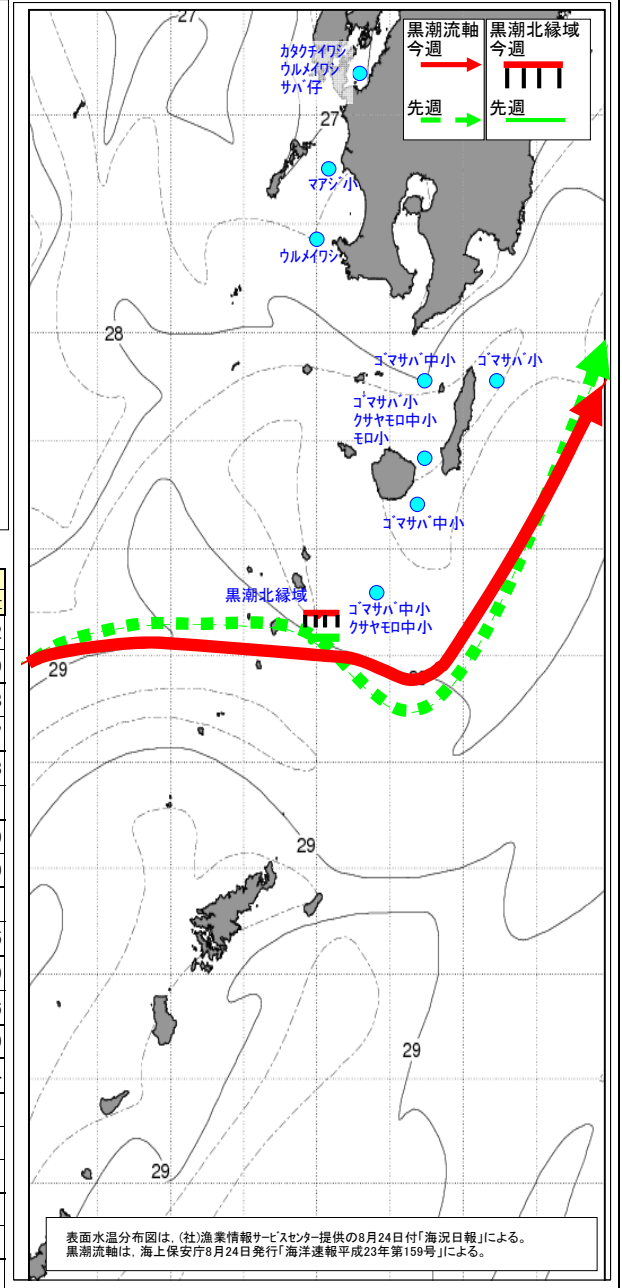 黒潮流軸
今週
先週
黒潮北縁域
今週
先週
27
カタクチイワシ
ウルメイワシ
サバ仔
27
マアジ小
ウルメイワシ
28
ゴマサバ中小
ゴマサバ小
ゴマサバ小
クサヤモロ中小
モロ小
ゴマサバ中小
黒潮北縁域
ゴマサバ中小
クサヤモロ中小
29
29
29
29
表面水温分布図は, (社)漁業情報サービスセンター提供の8月24日付「海況日報」による。
黒潮流軸は, 海上保安庁8月24日発行「海洋速報平成23年第159号」による。